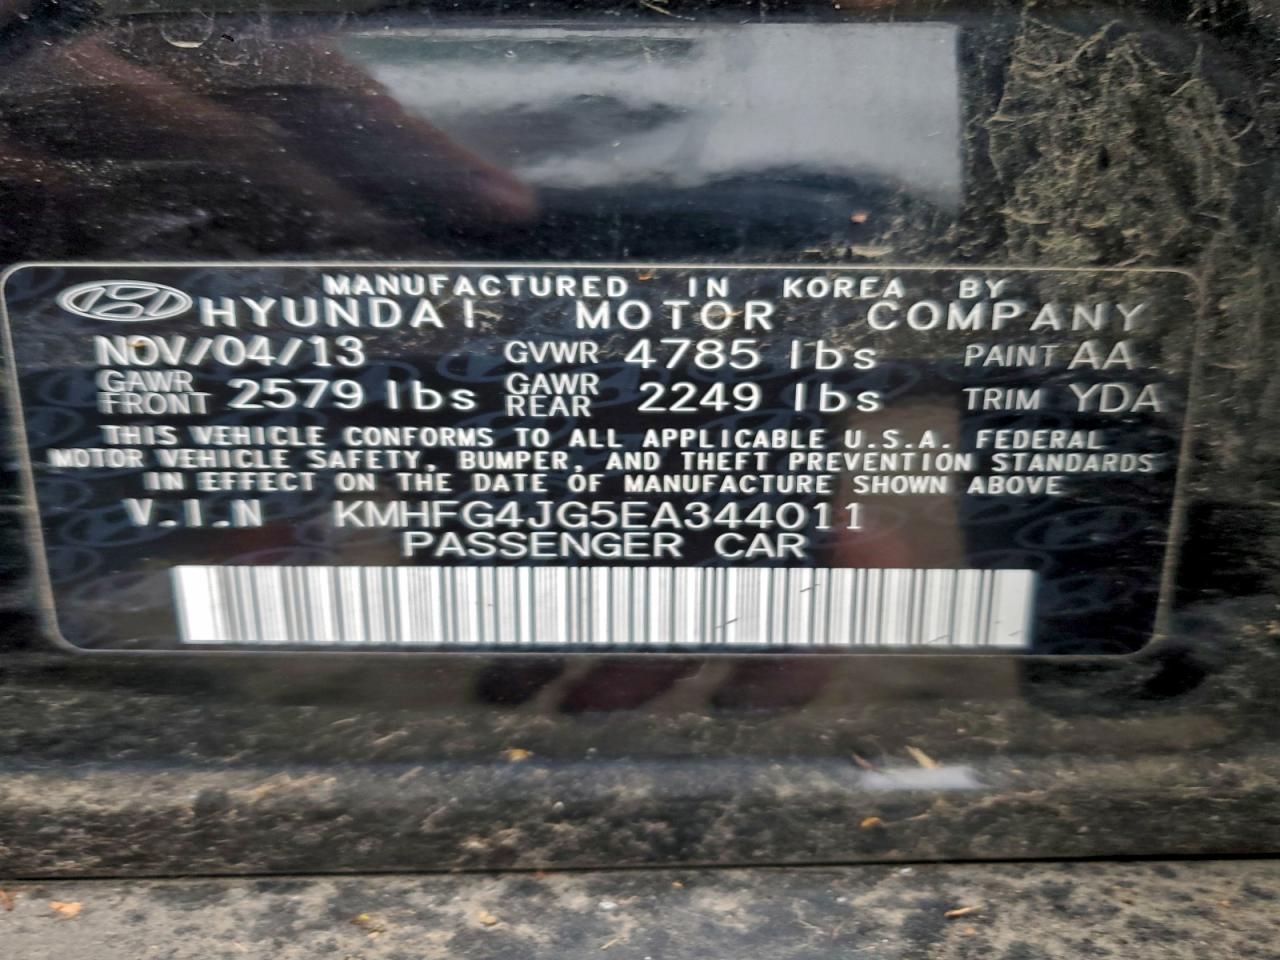 MANUFACTURED IN KOREA BY
HYUNDAI MOTOR COMPANY
NOV/04/13 GVWR 4785 lbs PAINT AA
GAWR FRONT 2579 lbs GAWR REAR 2249 lbs TRIM YDA
THIS VEHICLE CONFORMS TO ALL APPLICABLE U.S.A. FEDERAL
MOTOR VEHICLE SAFETY, BUMPER, AND THEFT PREVENTION STANDARDS
IN EFFECT ON THE DATE OF MANUFACTURE SHOWN ABOVE
V.I.N KMHFG4JG5EA344011
PASSENGER CAR